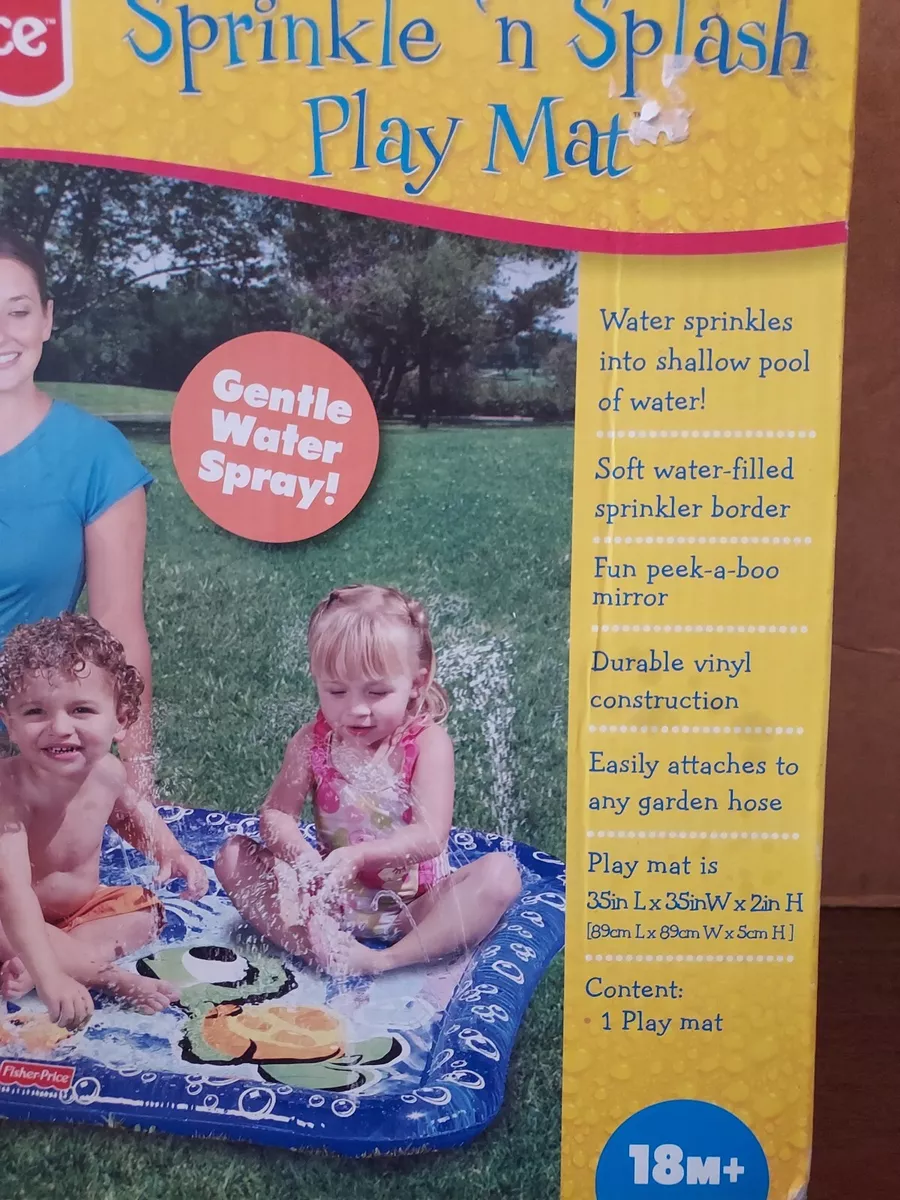 ce™
Sprinkle 'n Splash
Play Mat
Gentle
Water
Spray!
Water sprinkles
into shallow pool
of water!
Soft water-filled
sprinkler border
Fun peek-a-boo
mirror
Durable vinyl
construction
Easily attaches to
any garden hose
Play mat is
35in L x 35inW x 2in H
[89cm L x 89cm W x 5cm H]
Content:
• 1 Play mat
Fisher-Price
18M+